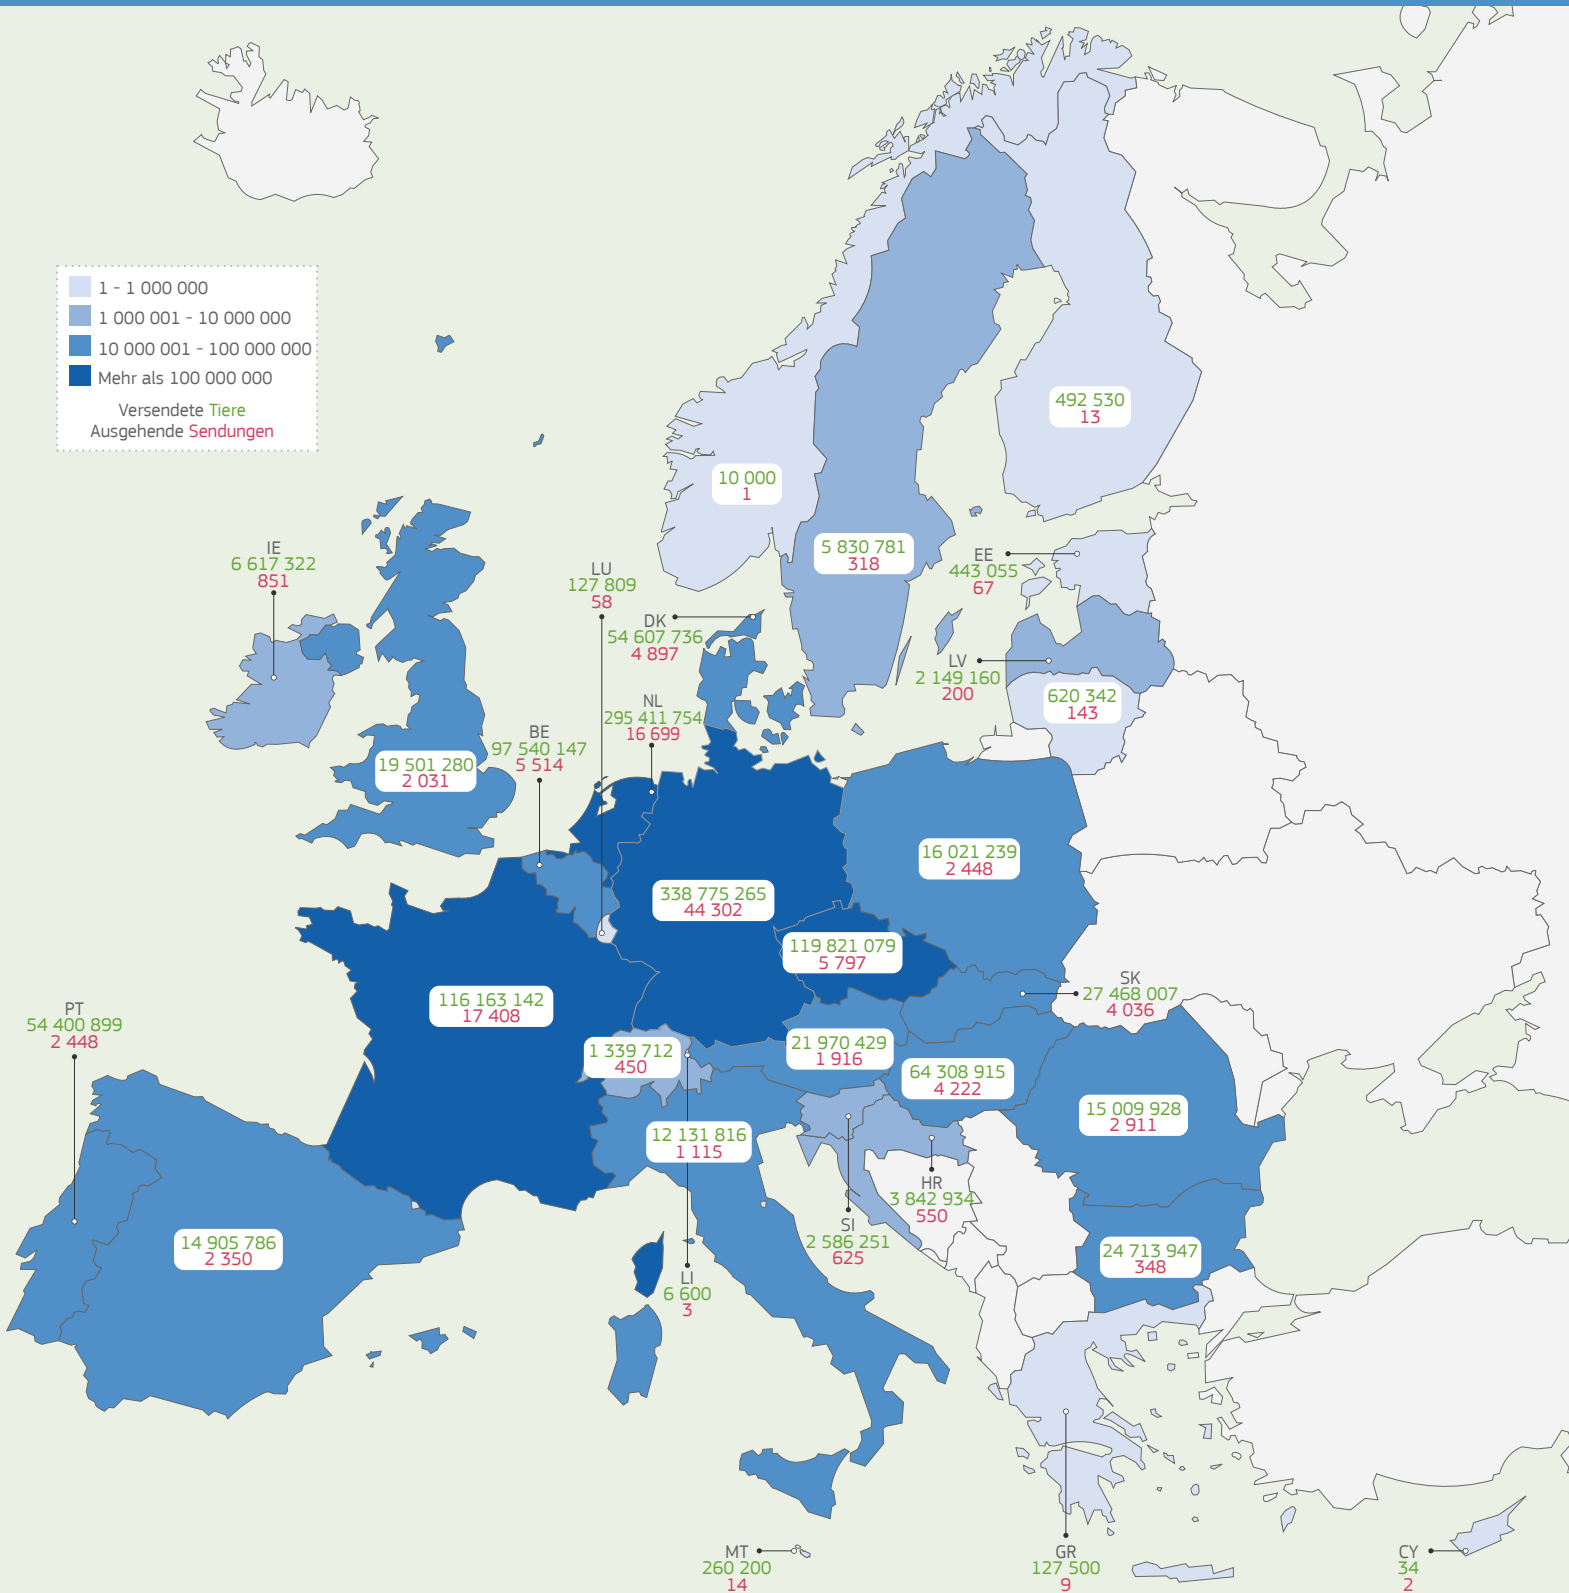 1 - 1 000 000
1 000 001 - 10 000 000
10 000 001 - 100 000 000
Mehr als 100 000 000
Versendete Tiere
Ausgehende Sendungen
492 530
13
10 000
1
5 830 781
318
IE
6 617 322
851
EE
443 055
67
LU
127 809
58
DK
54 607 736
4 897
LV
2 149 160
200
620 342
143
NL
295 411 754
16 699
BE
97 540 147
5 514
19 501 280
2 031
16 021 239
2 448
338 775 265
44 302
119 821 079
5 797
SK
27 468 007
4 036
116 163 142
17 408
PT
54 400 899
2 448
1 339 712
450
21 970 429
1 916
64 308 915
4 222
15 009 928
2 911
12 131 816
1 115
HR
3 842 934
550
SI
2 586 251
625
14 905 786
2 350
24 713 947
348
LI
6 600
3
MT
260 200
14
GR
127 500
9
CY
34
2